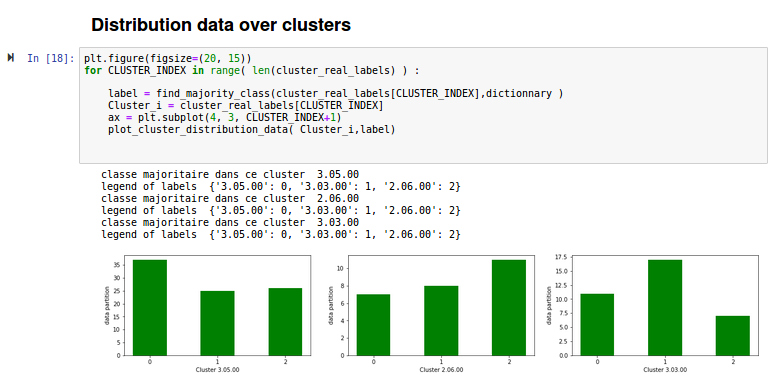 Distribution data over clusters
In [18]:
plt.figure(figsize=(20, 15))
for CLUSTER_INDEX in range( len(cluster_real_labels) ) :
label = find_majority_class(cluster_real_labels[CLUSTER_INDEX],dictionnary )
Cluster_i = cluster_real_labels[CLUSTER_INDEX]
ax = plt.subplot(4, 3, CLUSTER_INDEX+1)
plot_cluster_distribution_data( Cluster_i,label)
classe majoritaire dans ce cluster  3.05.00
legend of labels  {'3.05.00': 0, '3.03.00': 1, '2.06.00': 2}
classe majoritaire dans ce cluster  2.06.00
legend of labels  {'3.05.00': 0, '3.03.00': 1, '2.06.00': 2}
classe majoritaire dans ce cluster  3.03.00
legend of labels  {'3.05.00': 0, '3.03.00': 1, '2.06.00': 2}
data partition
35
30
25
20
15
10
5
0
0 1 2
Cluster 3.05.00
data partition
10
8
6
4
2
0
0 1 2
Cluster 2.06.00
data partition
17.5
15.0
12.5
10.0
7.5
5.0
2.5
0.0
0 1 2
Cluster 3.03.00